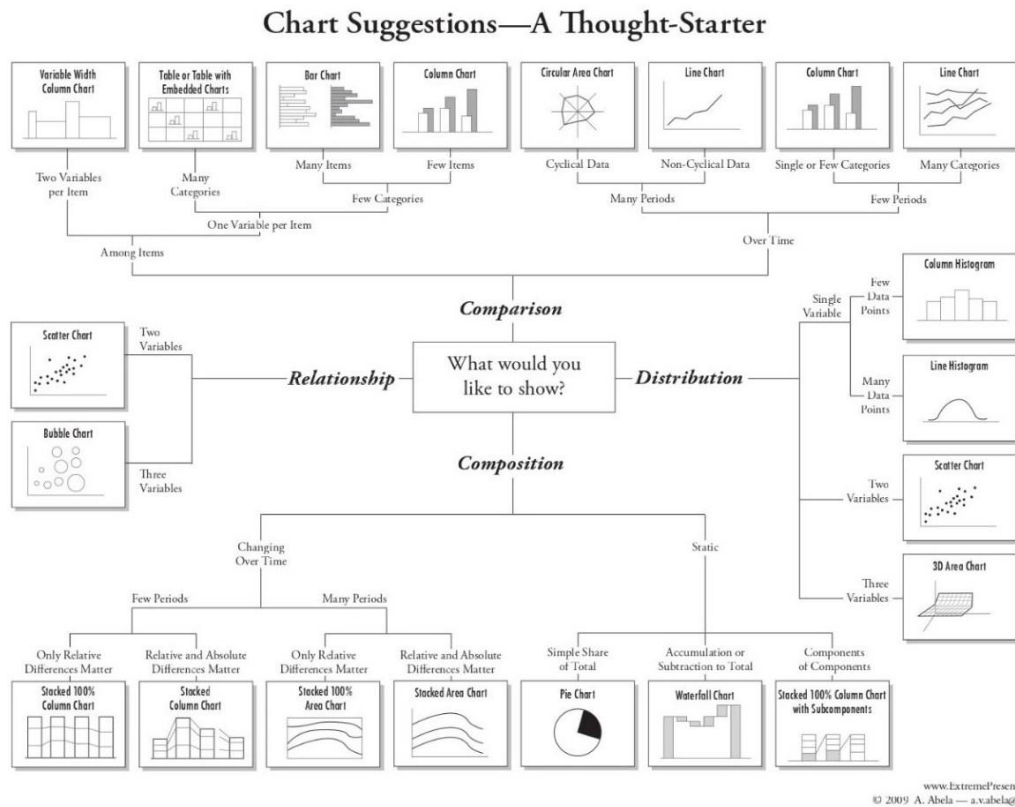 Chart Suggestions—A Thought-Starter
Variable Width
Column Chart
Table or Table with
Embedded Charts
Bar Chart
Column Chart
Circular Area Chart
Line Chart
Column Chart
Line Chart
Two Variables
per Item
Many
Categories
Many Items
Few Items
Cyclical Data
Non-Cyclical Data
Single or Few Categories
Many Categories
Few Categories
Many Periods
Few Periods
One Variable per Item
Among Items
Over Time
Comparison
What would you
like to show?
Relationship
Two
Variables
Scatter Chart
Three
Variables
Bubble Chart
Distribution
Single
Variable
Few
Data
Points
Column Histogram
Many
Data
Points
Line Histogram
Two
Variables
Scatter Chart
Three
Variables
3D Area Chart
Composition
Changing
Over Time
Static
Few Periods
Many Periods
Only Relative
Differences Matter
Relative and Absolute
Differences Matter
Only Relative
Differences Matter
Relative and Absolute
Differences Matter
Simple Share
of Total
Accumulation or
Subtraction to Total
Components
of Components
Stacked 100%
Column Chart
Stacked
Column Chart
Stacked 100%
Area Chart
Stacked Area Chart
Pie Chart
Waterfall Chart
Stacked 100% Column Chart
with Subcomponents
www.ExtremePresen
© 2009 A. Abela — a.v.abela@